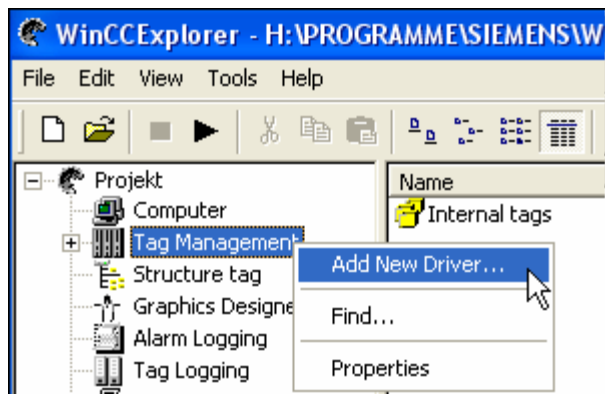 WinCCExplorer - H:\PROGRAMME\SIEMENS\W
File Edit View Tools Help
Projekt
Name
Computer
Internal tags
Tag Management
Add New Driver...
Structure tag
Graphics Designe
Find...
Alarm Logging
Tag Logging
Properties